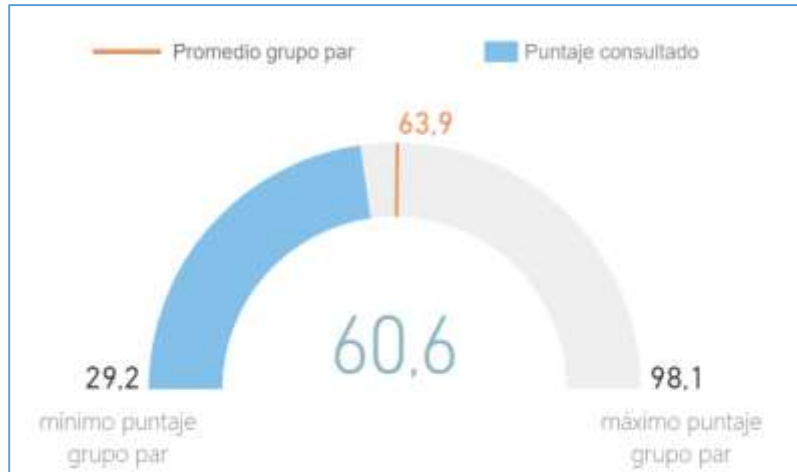 Promedio grupo par
Puntaje consultado
63,9
60,6
29,2
mínimo puntaje
grupo par
98,1
máximo puntaje
grupo par